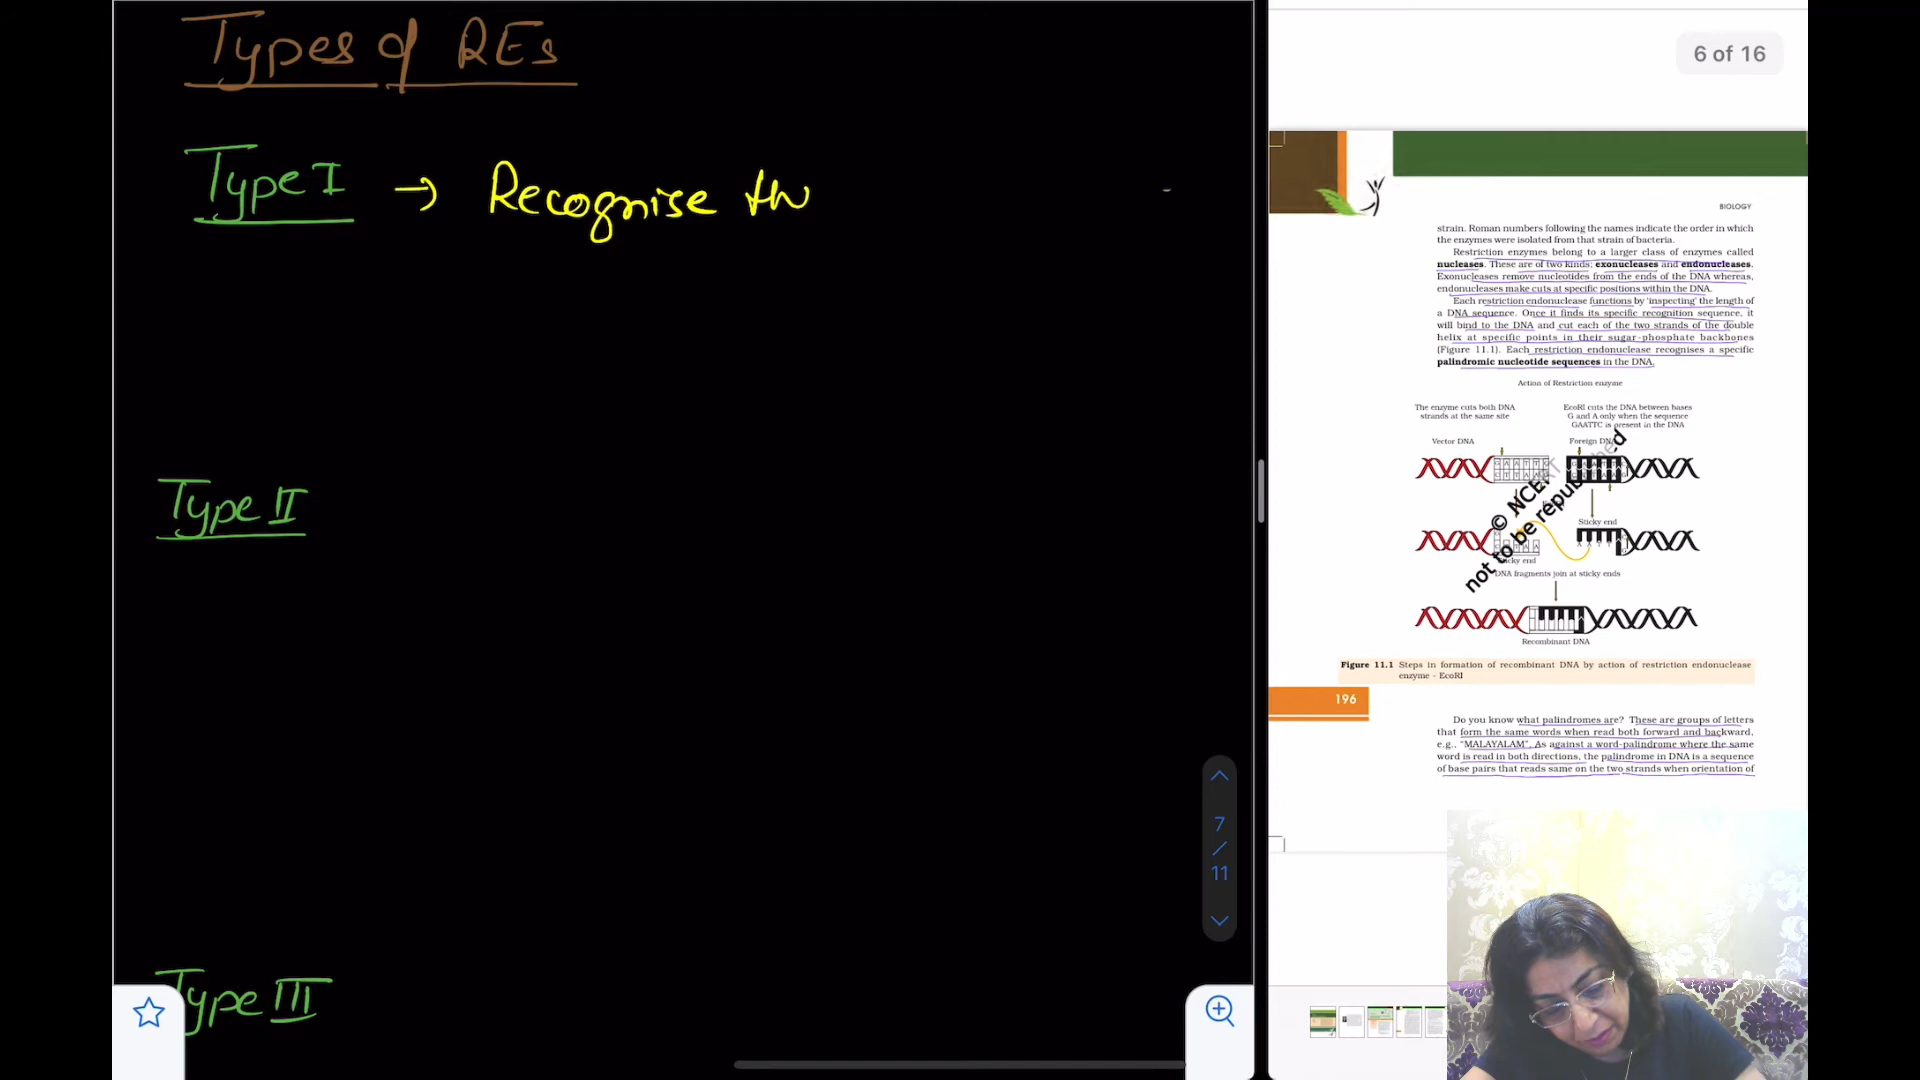 Types of REs
Type I → Recognise th
Type II
Type III
7
/
11
6 of 16
BIOLOGY
strain. Roman numbers following the names indicate the order in which
the enzymes were isolated from that strain of bacteria.
Restriction enzymes belong to a larger class of enzymes called
nucleases. These are of two kinds; exonucleases and endonucleases.
Exonucleases remove nucleotides from the ends of the DNA whereas,
endonucleases make cuts at specific positions within the DNA.
Each restriction endonuclease functions by 'inspecting' the length of
a DNA sequence. Once it finds its specific recognition sequence, it
will bind to the DNA and cut each of the two strands of the double
helix at specific points in their sugar-phosphate backbones
(Figure 11.1). Each restriction endonuclease recognises a specific
palindromic nucleotide sequences in the DNA.
Action of Restriction enzyme
The enzyme cuts both DNA
strands at the same site
EcoRI cuts the DNA between bases
G and A only when the sequence
GAATTC is present in the DNA
Vector DNA
Foreign DNA
© NCERT
not to be republished
Sticky end
Sticky end
DNA fragments join at sticky ends
Recombinant DNA
Figure 11.1 Steps in formation of recombinant DNA by action of restriction endonuclease
enzyme - EcoRI
196
Do you know what palindromes are? These are groups of letters
that form the same words when read both forward and backward,
e.g., "MALAYALAM". As against a word-palindrome where the same
word is read in both directions, the palindrome in DNA is a sequence
of base pairs that reads same on the two strands when orientation of